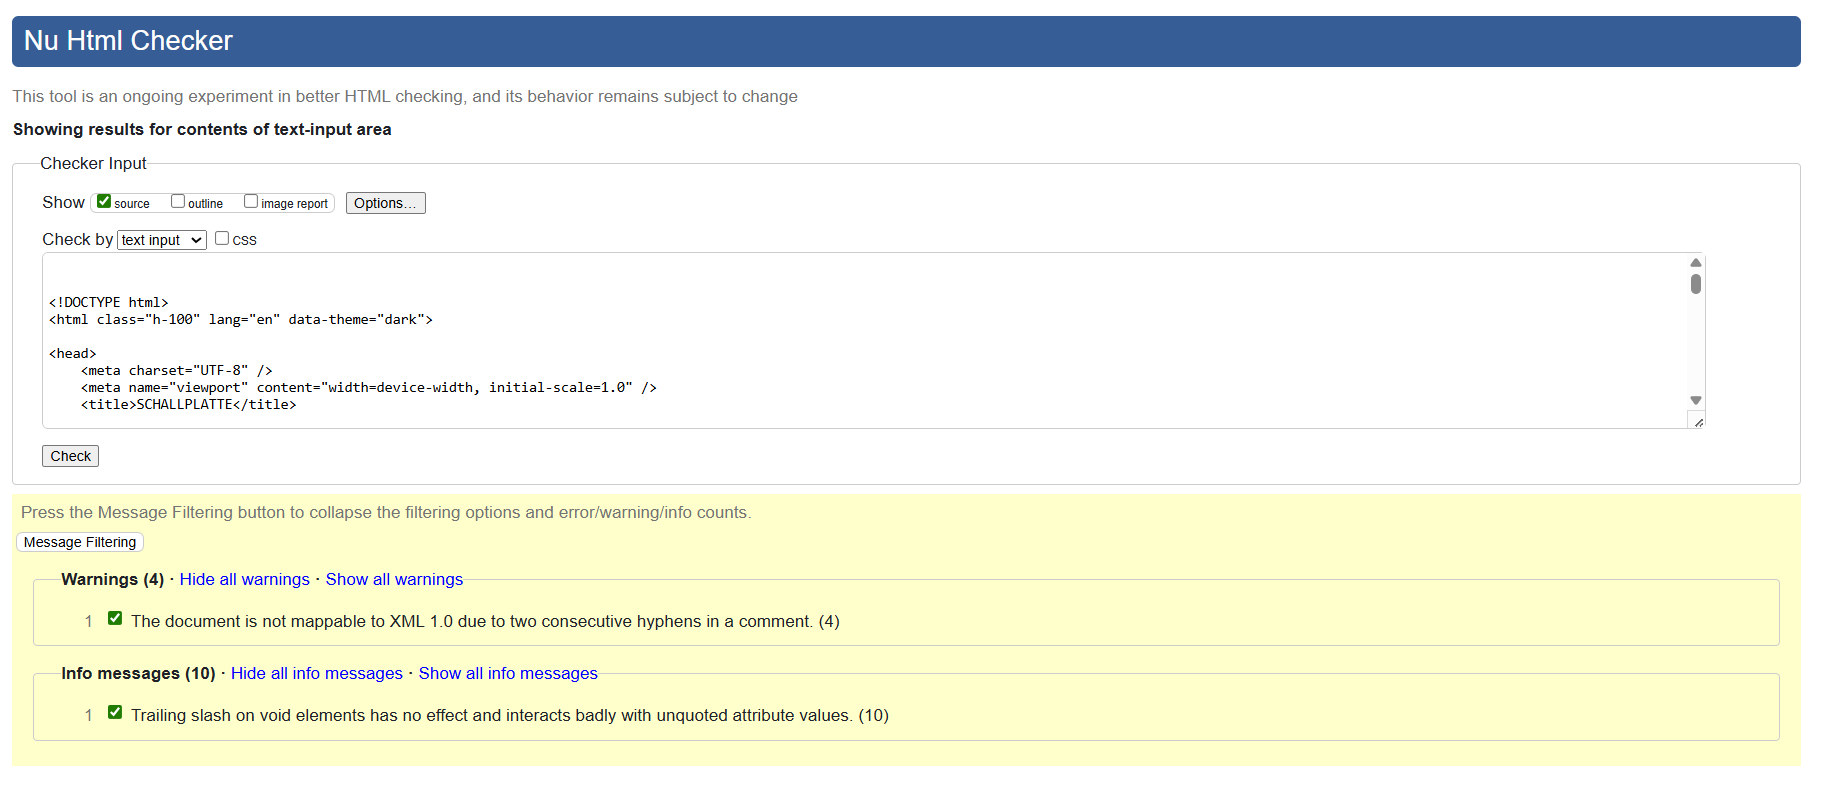 Nu Html Checker
This tool is an ongoing experiment in better HTML checking, and its behavior remains subject to change
Showing results for contents of text-input area
Checker Input
Show source outline image report Options...
Check by text input css
<!DOCTYPE html>
<html class="h-100" lang="en" data-theme="dark">
<head>
    <meta charset="UTF-8" />
    <meta name="viewport" content="width=device-width, initial-scale=1.0" />
    <title>SCHALLPLATTE</title>
Check
Press the Message Filtering button to collapse the filtering options and error/warning/info counts.
Message Filtering
Warnings (4) · Hide all warnings · Show all warnings
1 The document is not mappable to XML 1.0 due to two consecutive hyphens in a comment. (4)
Info messages (10) · Hide all info messages · Show all info messages
1 Trailing slash on void elements has no effect and interacts badly with unquoted attribute values. (10)